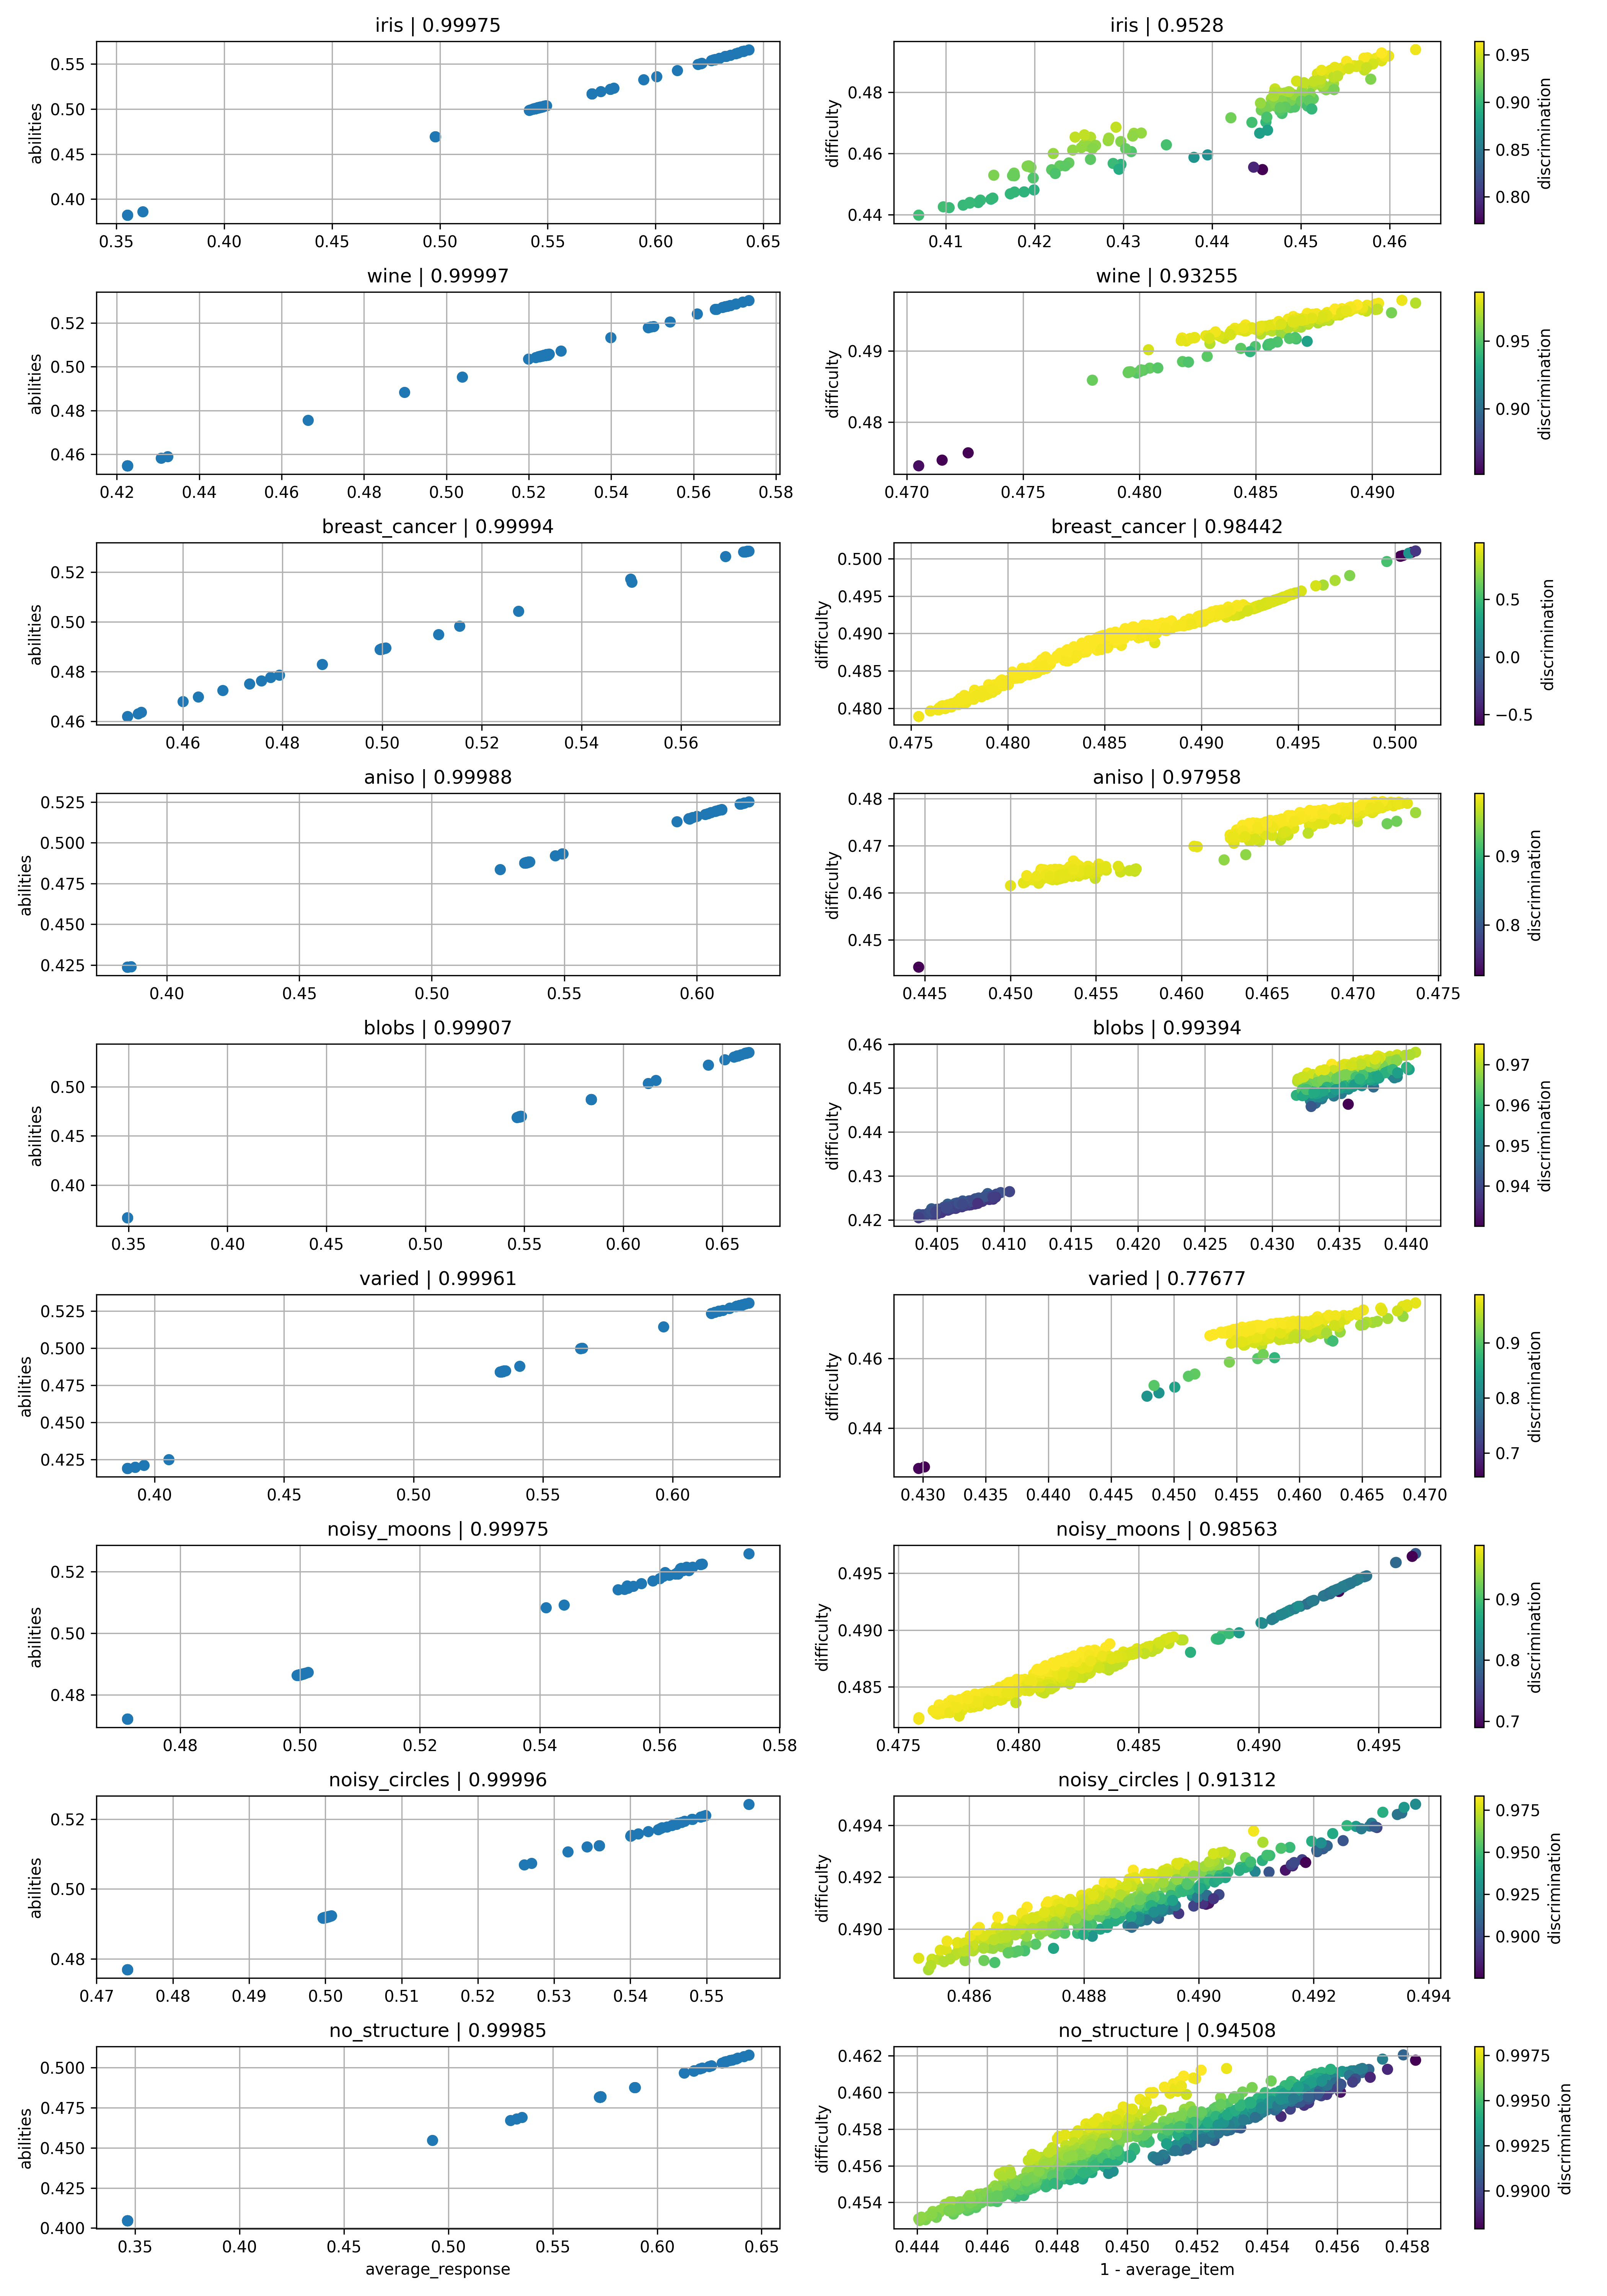 iris | 0.99975
abilities
0.55
0.50
0.45
0.40
0.35 0.40 0.45 0.50 0.55 0.60 0.65
iris | 0.9528
difficulty
0.48
0.46
0.44
0.41 0.42 0.43 0.44 0.45 0.46
0.95
0.90
0.85
0.80
discrimination
wine | 0.99997
abilities
0.52
0.50
0.48
0.46
0.42 0.44 0.46 0.48 0.50 0.52 0.54 0.56 0.58
wine | 0.93255
difficulty
0.49
0.48
0.470 0.475 0.480 0.485 0.490
0.95
0.90
discrimination
breast_cancer | 0.99994
abilities
0.52
0.50
0.48
0.46
0.46 0.48 0.50 0.52 0.54 0.56
breast_cancer | 0.98442
difficulty
0.500
0.495
0.490
0.485
0.480
0.475 0.480 0.485 0.490 0.495 0.500
0.5
0.0
−0.5
discrimination
aniso | 0.99988
abilities
0.525
0.500
0.475
0.450
0.425
0.40 0.45 0.50 0.55 0.60
aniso | 0.97958
difficulty
0.48
0.47
0.46
0.45
0.445 0.450 0.455 0.460 0.465 0.470 0.475
0.9
0.8
discrimination
blobs | 0.99907
abilities
0.50
0.45
0.40
0.35 0.40 0.45 0.50 0.55 0.60 0.65
blobs | 0.99394
difficulty
0.46
0.45
0.44
0.43
0.42
0.405 0.410 0.415 0.420 0.425 0.430 0.435 0.440
0.97
0.96
0.95
0.94
discrimination
varied | 0.99961
abilities
0.525
0.500
0.475
0.450
0.425
0.40 0.45 0.50 0.55 0.60
varied | 0.77677
difficulty
0.46
0.44
0.430 0.435 0.440 0.445 0.450 0.455 0.460 0.465 0.470
0.9
0.8
0.7
discrimination
noisy_moons | 0.99975
abilities
0.52
0.50
0.48
0.48 0.50 0.52 0.54 0.56 0.58
noisy_moons | 0.98563
difficulty
0.495
0.490
0.485
0.475 0.480 0.485 0.490 0.495
0.9
0.8
0.7
discrimination
noisy_circles | 0.99996
abilities
0.52
0.50
0.48
0.47 0.48 0.49 0.50 0.51 0.52 0.53 0.54 0.55
noisy_circles | 0.91312
difficulty
0.494
0.492
0.490
0.486 0.488 0.490 0.492 0.494
0.975
0.950
0.925
0.900
discrimination
no_structure | 0.99985
abilities
0.500
0.475
0.450
0.425
0.400
0.35 0.40 0.45 0.50 0.55 0.60 0.65
average_response
no_structure | 0.94508
difficulty
0.462
0.460
0.458
0.456
0.454
0.444 0.446 0.448 0.450 0.452 0.454 0.456 0.458
1 - average_item
0.9975
0.9950
0.9925
0.9900
discrimination